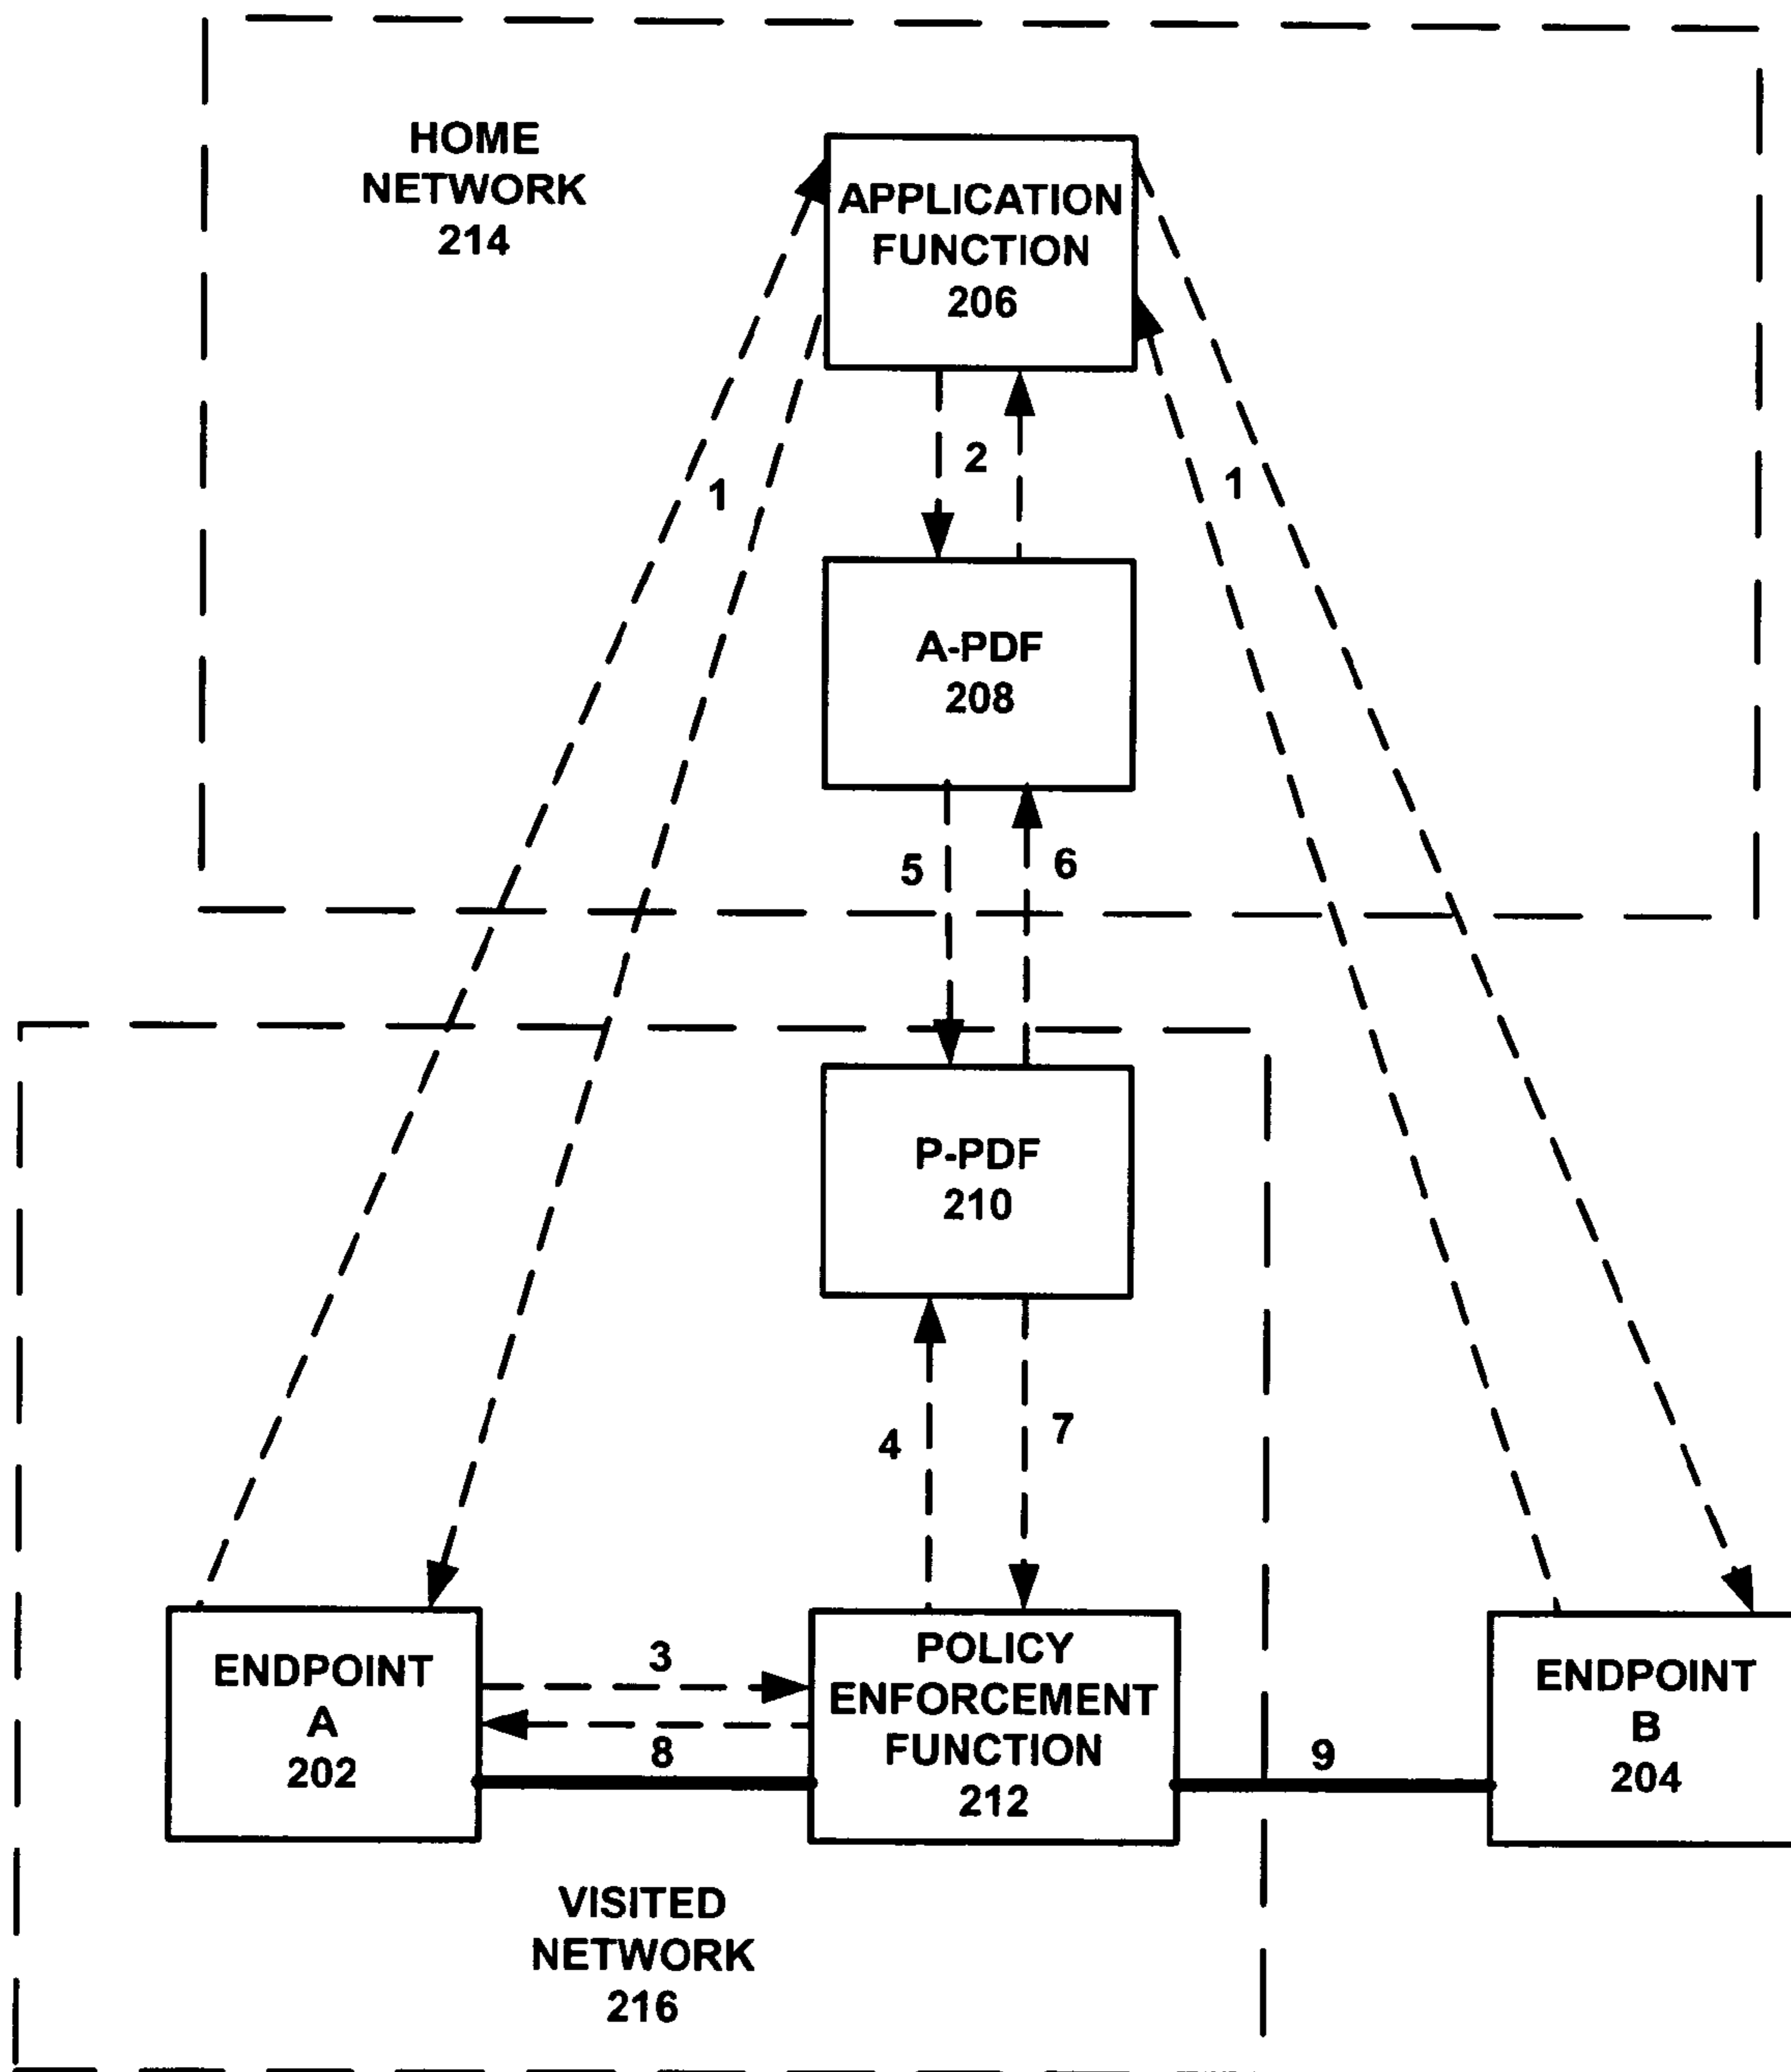 HOME
NETWORK
214
APPLICATION
FUNCTION
206
1
2
1
A-PDF
208
5
6
P-PDF
210
4
7
ENDPOINT
A
202
3
8
POLICY
ENFORCEMENT
FUNCTION
212
9
ENDPOINT
B
204
VISITED
NETWORK
216